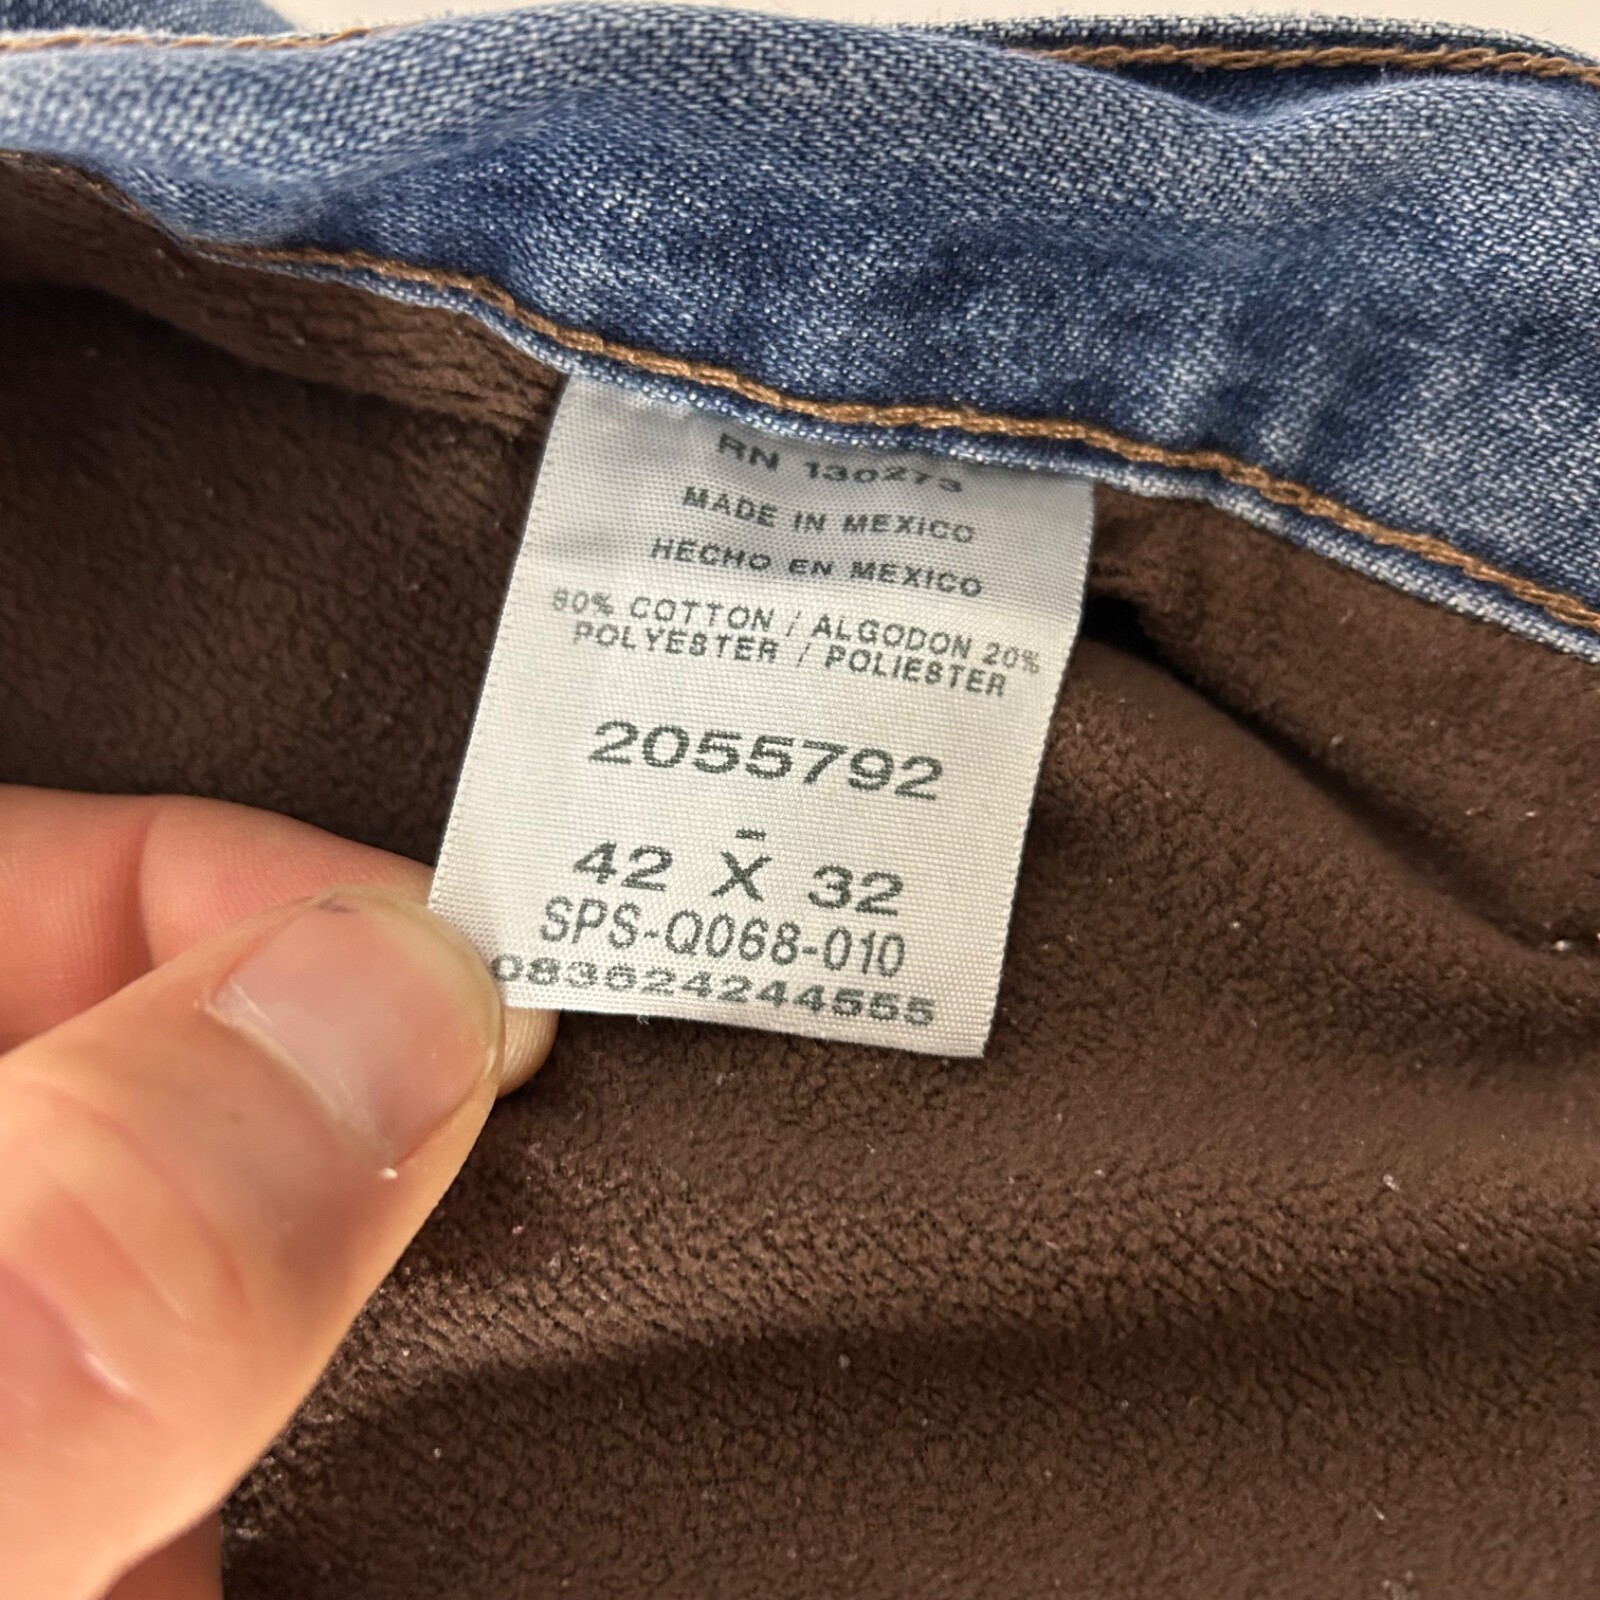 RN 130273
MADE IN MEXICO
HECHO EN MEXICO
80% COTTON / ALGODON 20%
POLYESTER / POLIESTER
2055792
42 X 32
SPS-Q068-010
083624244555